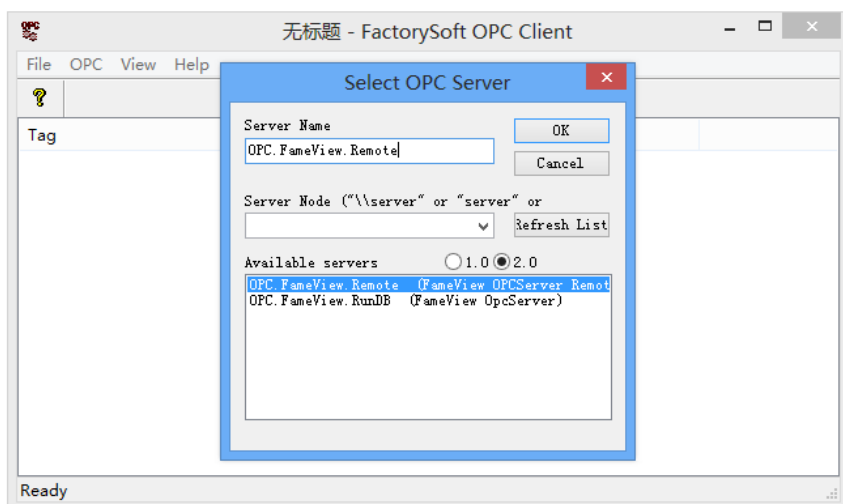 OPC
无标题 - FactorySoft OPC Client
File OPC View Help
Select OPC Server
Tag
Server Name
OK
OPC.FameView.Remote
Cancel
Server Node ("\\server" or "server" or
Refresh List
Available servers 1.0 2.0
OPC.FameView.Remote (FameView OPCServer Remot
OPC.FameView.RunDB (FameView OpcServer)
Ready